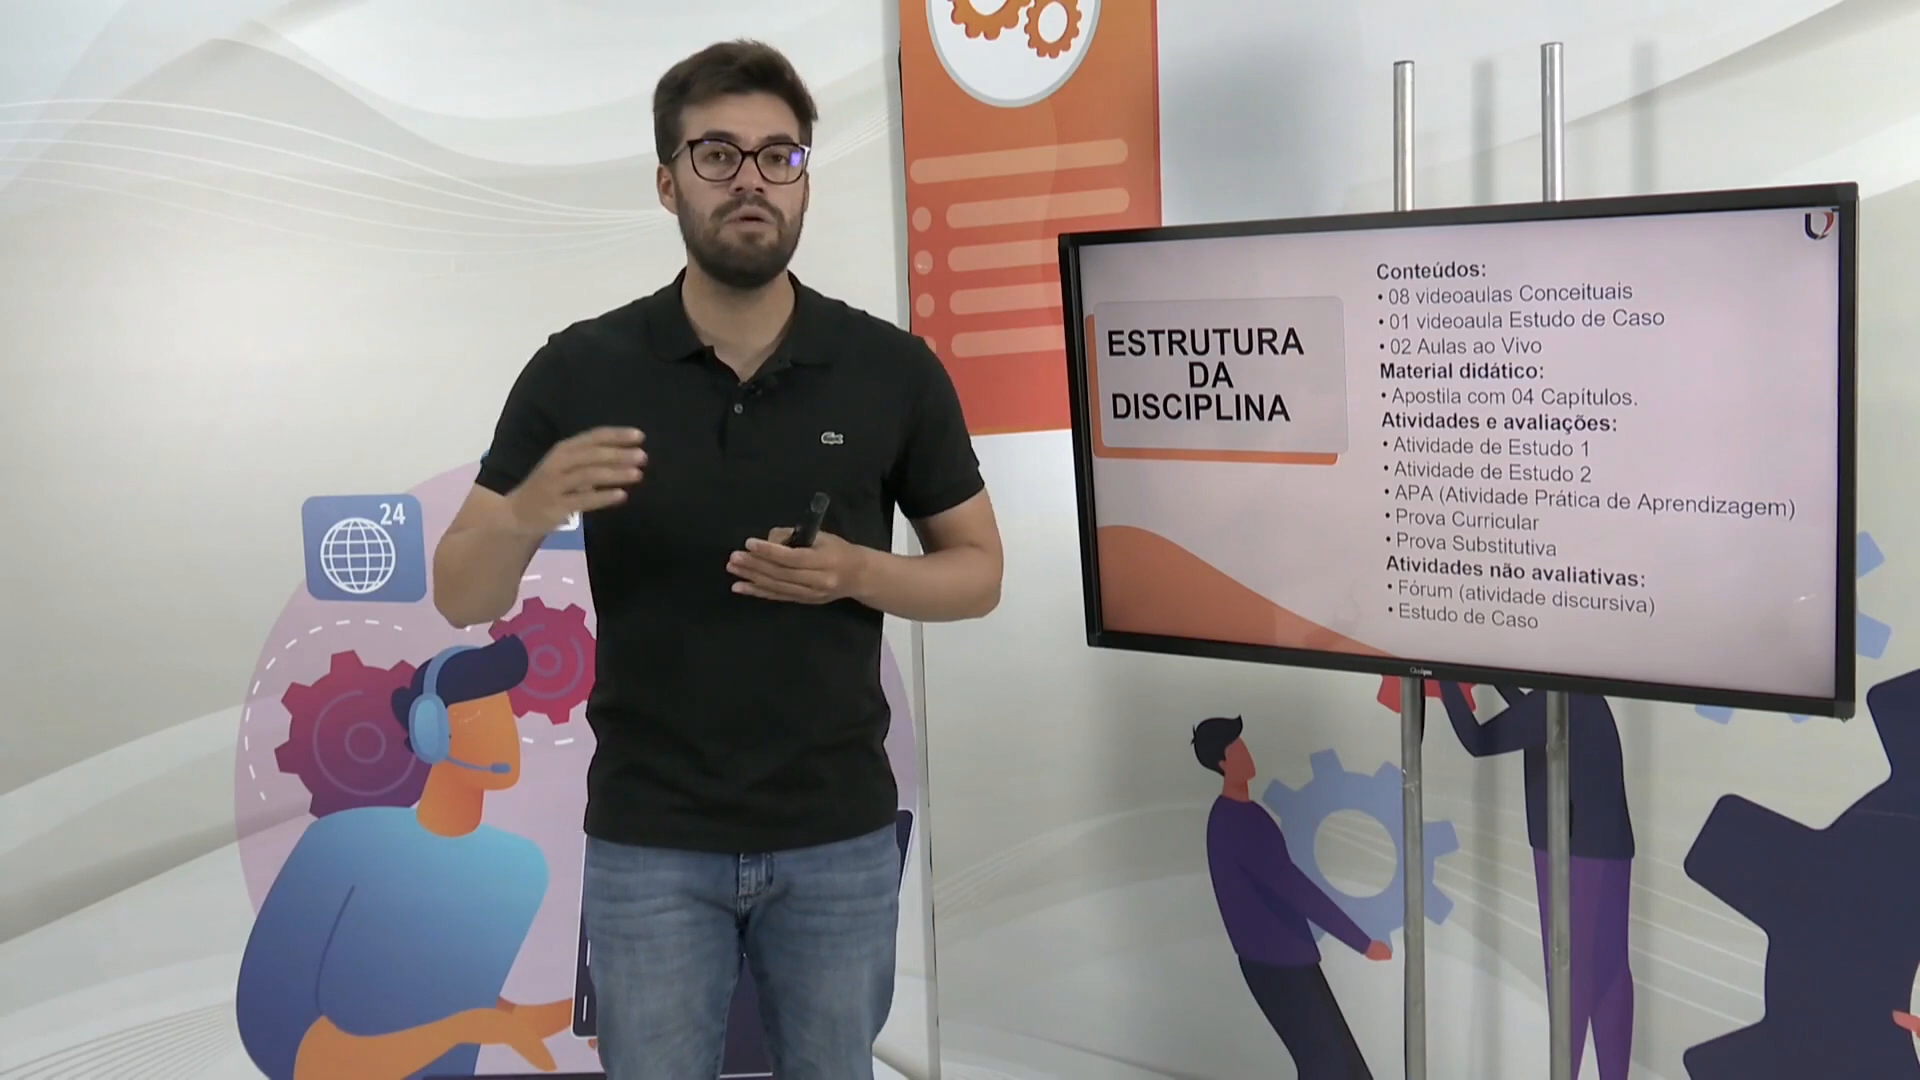 24
ESTRUTURA
DA
DISCIPLINA
Conteúdos:
• 08 videoaulas Conceituais
• 01 videoaula Estudo de Caso
• 02 Aulas ao Vivo
Material didático:
• Apostila com 04 Capítulos.
Atividades e avaliações:
• Atividade de Estudo 1
• Atividade de Estudo 2
• APA (Atividade Prática de Aprendizagem)
• Prova Curricular
• Prova Substitutiva
Atividades não avaliativas:
• Fórum (atividade discursiva)
• Estudo de Caso